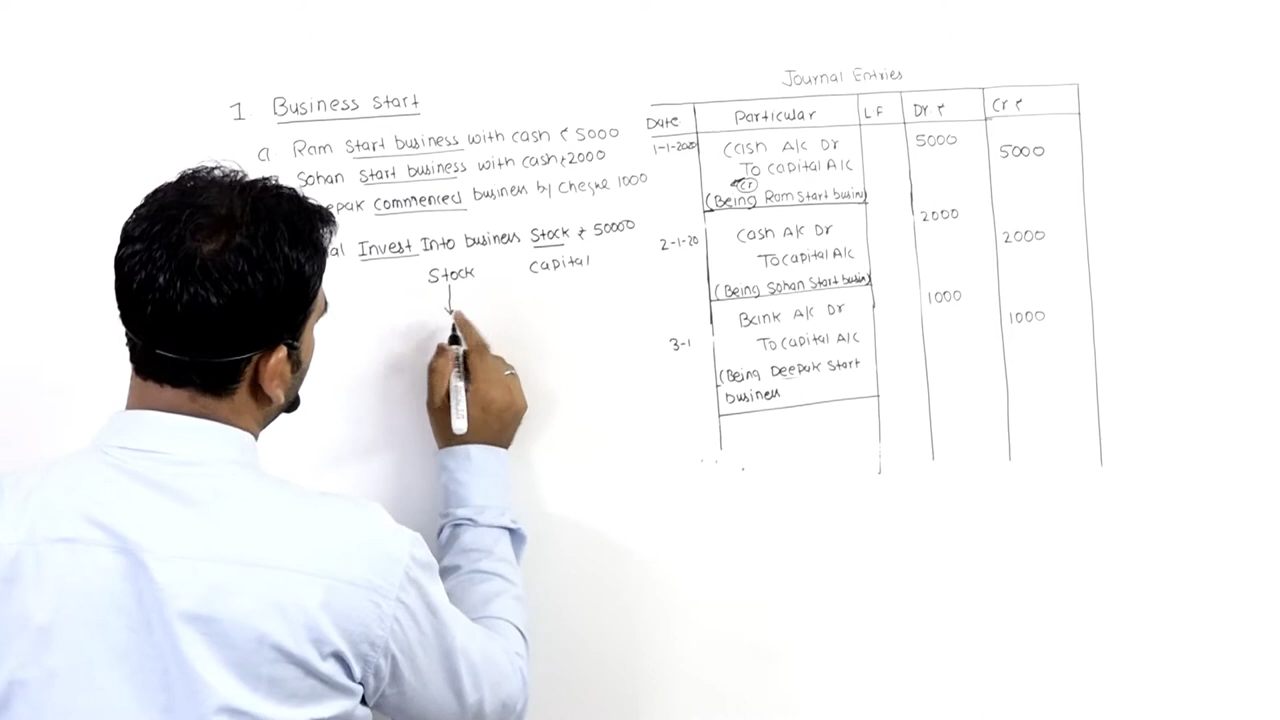 1. Business Start
a. Ram Start business with cash ₹ 5000
Sohan Start business with cash ₹ 2000
epak commenced business by cheque 1000
al Invest Into business Stock ₹ 50000
Stock
Capital
Journal Entries
Date Particular L.F Dr. ₹ Cr ₹
1-1-2020 Cash A/c Dr 5000
To Capital A/c 5000
Cr
(Being Ram Start busin)
2-1-20 Cash A/c Dr 2000
To Capital A/c 2000
(Being Sohan Start busin)
3-1 Bank A/c Dr 1000
To Capital A/c 1000
(Being Deepak Start
business